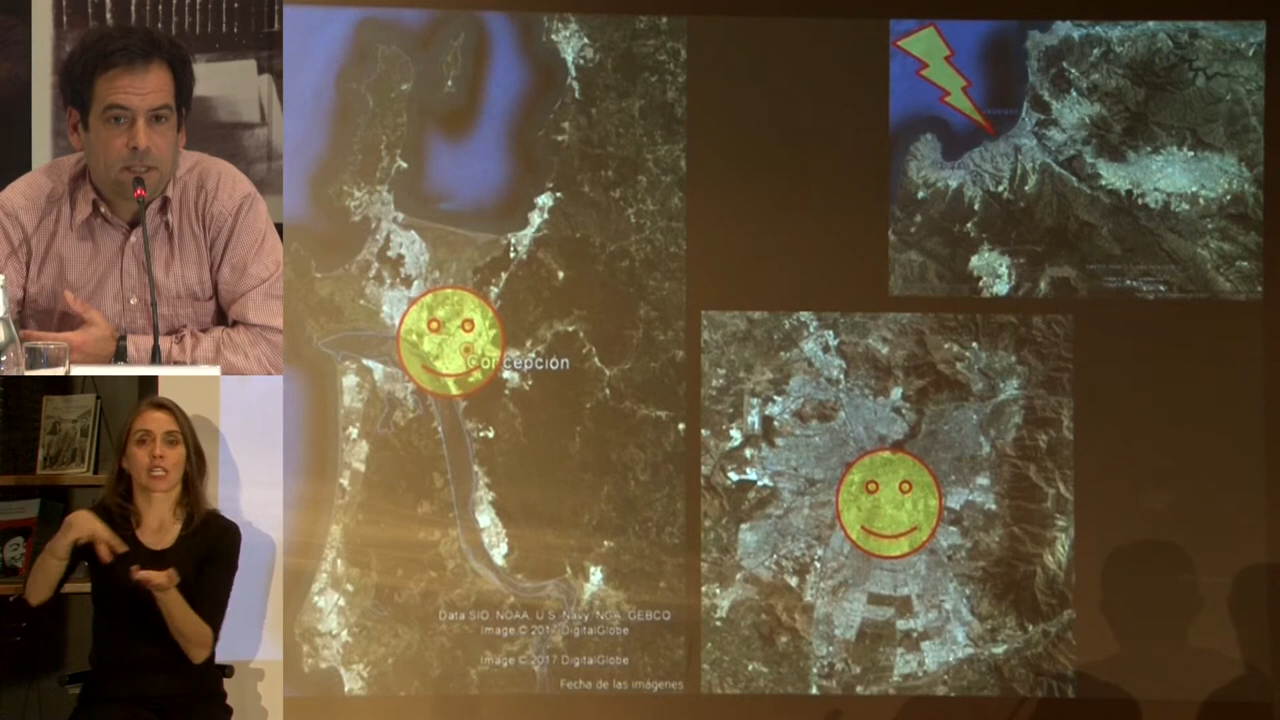 Concepción
Data SIO, NOAA, U.S. Navy, NGA, GEBCO
Image © 2017 DigitalGlobe
Image © 2017 DigitalGlobe
Fecha de las imágenes